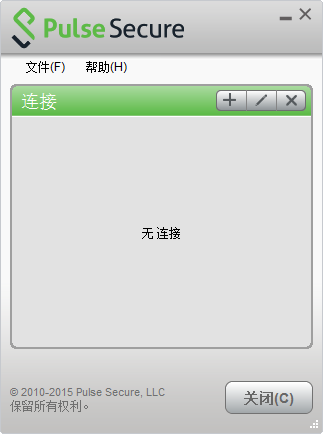 Pulse Secure
文件(F) 帮助(H)
连接
无 连接
© 2010-2015 Pulse Secure, LLC
保留所有权利。
关闭(C)